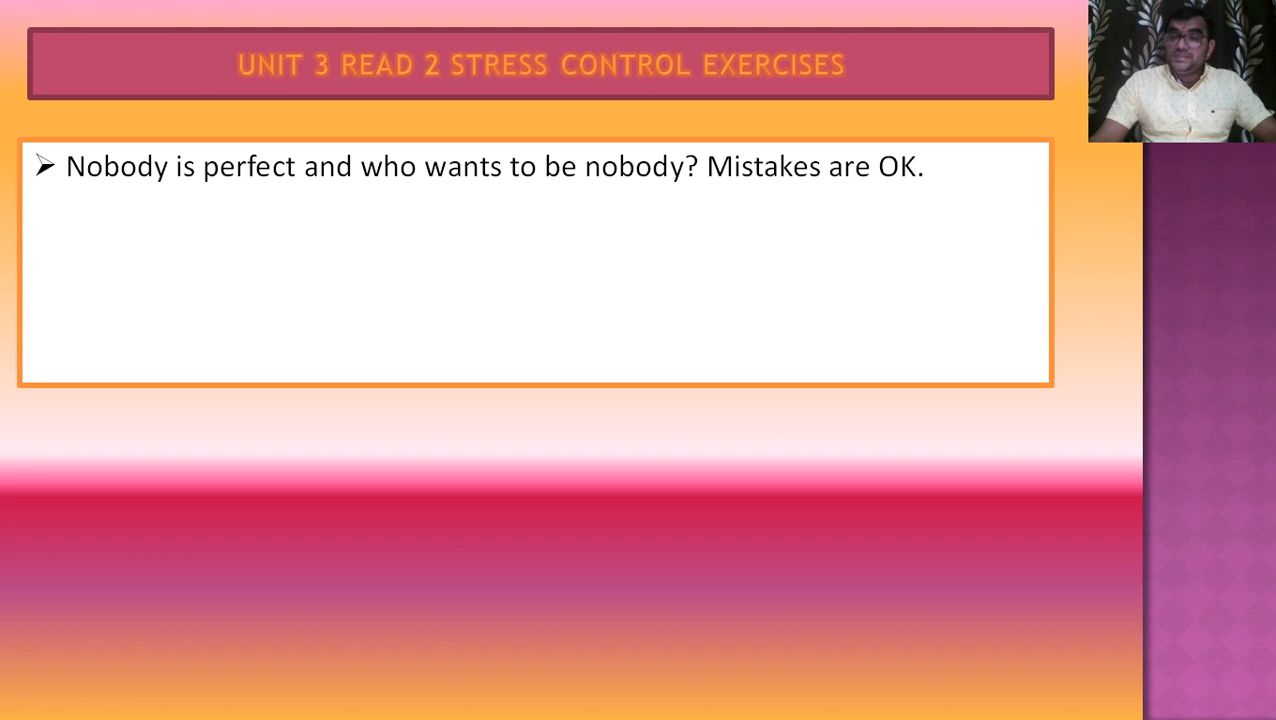 UNIT 3 READ 2 STRESS CONTROL EXERCISES
➢ Nobody is perfect and who wants to be nobody? Mistakes are OK.